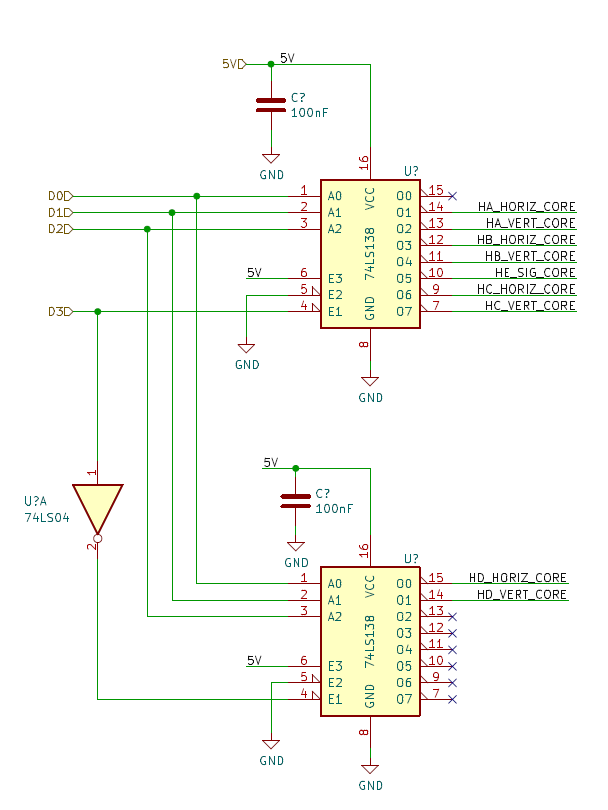 5V 5V
C?
100nF
GND
16
U?
D0 1 A0 VCC O0 15
D1 2 A1 O1 14 HA_HORIZ_CORE
D2 3 A2 O2 13 HA_VERT_CORE
O3 12 HB_HORIZ_CORE
74LS138
O4 11 HB_VERT_CORE
5V 6 E3 O5 10 HE_SIG_CORE
5 E2 O6 9 HC_HORIZ_CORE
D3 4 E1 GND O7 7 HC_VERT_CORE
8
GND
GND
5V
1
C?
100nF
U?A
74LS04
2
GND
16
U?
1 A0 VCC O0 15 HD_HORIZ_CORE
2 A1 O1 14 HD_VERT_CORE
3 A2 O2 13
O3 12
74LS138
O4 11
5V 6 E3 O5 10
5 E2 O6 9
4 E1 GND O7 7
8
GND
GND